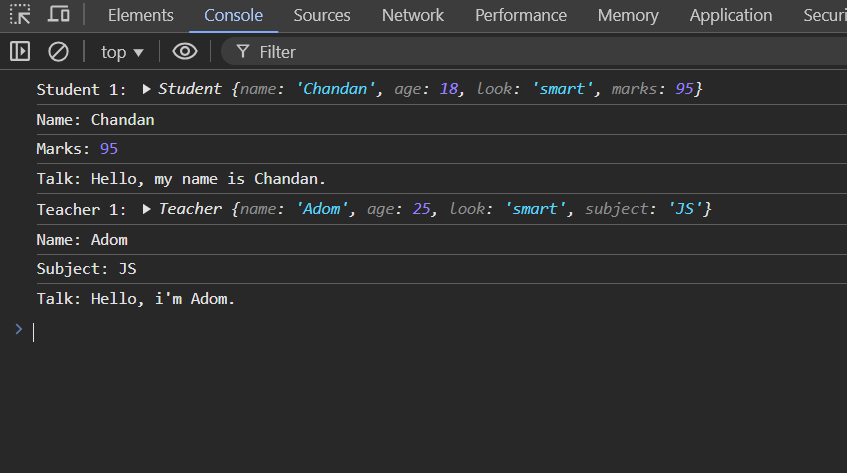 Elements Console Sources Network Performance Memory Application Securi
top Filter
Student 1: Student {name: 'Chandan', age: 18, look: 'smart', marks: 95}
Name: Chandan
Marks: 95
Talk: Hello, my name is Chandan.
Teacher 1: Teacher {name: 'Adom', age: 25, look: 'smart', subject: 'JS'}
Name: Adom
Subject: JS
Talk: Hello, i'm Adom.